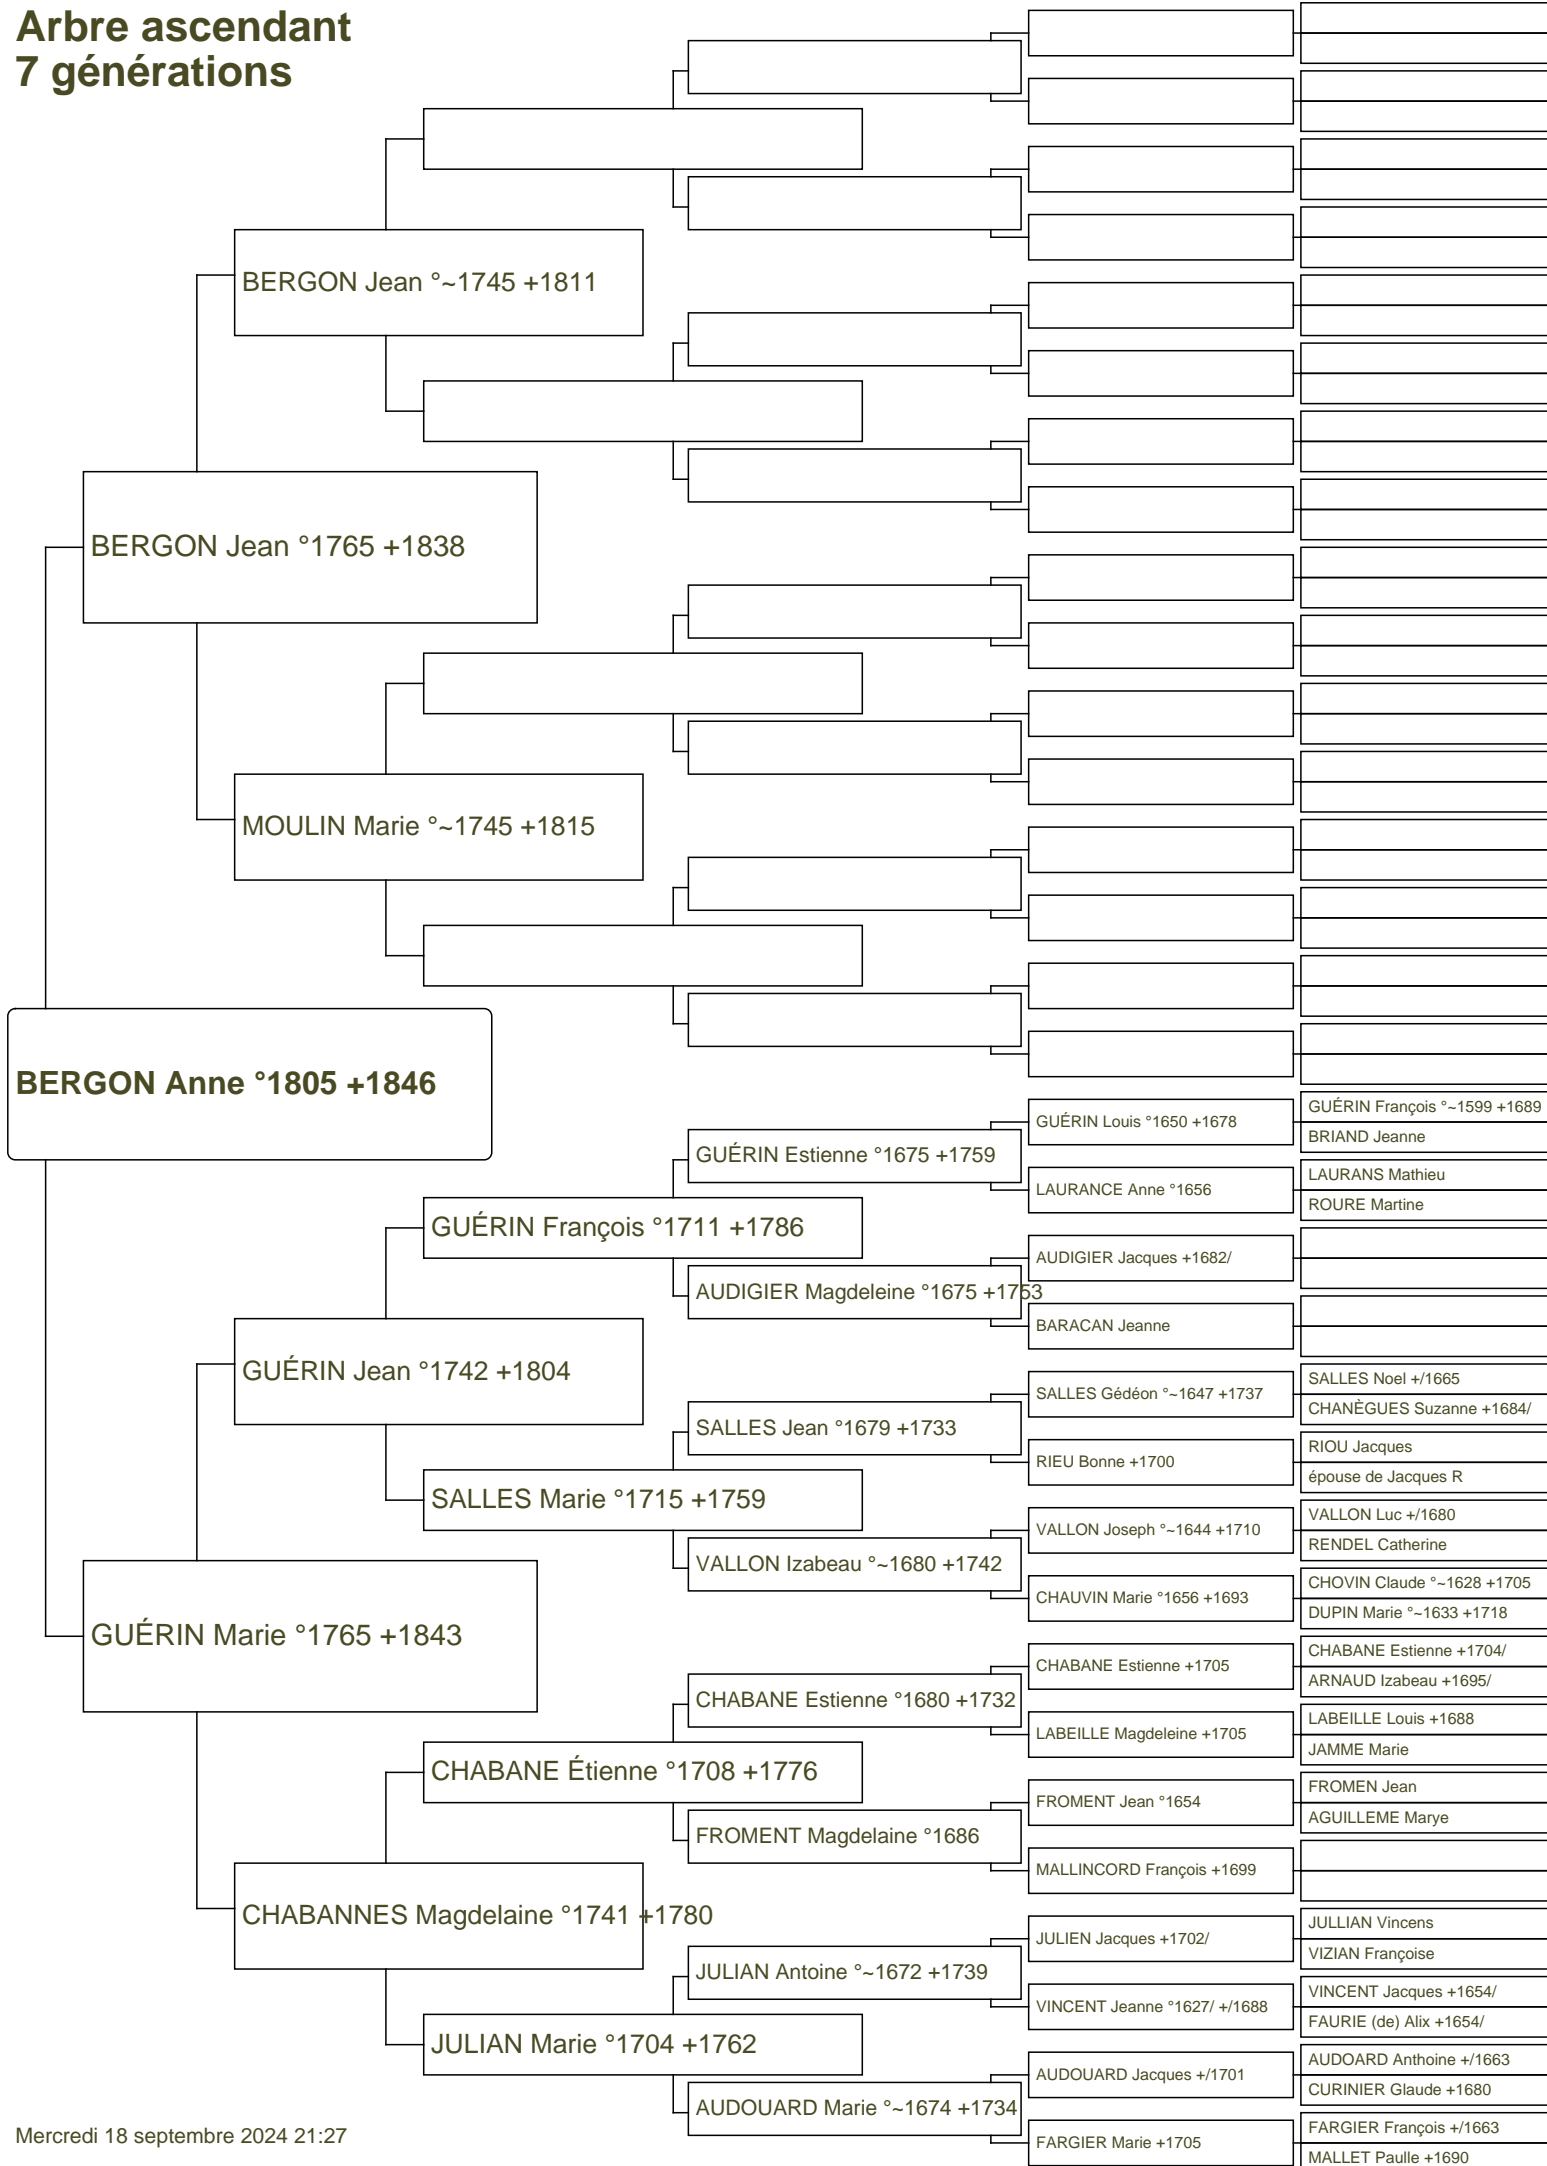 Arbre ascendant
7 générations
BERGON Jean °~1745 +1811
BERGON Jean °1765 +1838
MOULIN Marie °~1745 +1815
BERGON Anne °1805 +1846
GUÉRIN François °~1599 +1689
GUÉRIN Louis °1650 +1678
BRIAND Jeanne
GUÉRIN Estienne °1675 +1759
LAURANS Mathieu
LAURANCE Anne °1656
ROURE Martine
GUÉRIN François °1711 +1786
AUDIGIER Jacques +1682/
AUDIGIER Magdeleine °1675 +1753
BARACAN Jeanne
GUÉRIN Jean °1742 +1804
SALLES Noel +/1665
SALLES Gédéon °~1647 +1737
CHANÈGUES Suzanne +1684/
SALLES Jean °1679 +1733
RIOU Jacques
RIEU Bonne +1700
épouse de Jacques R
SALLES Marie °1715 +1759
VALLON Luc +/1680
VALLON Joseph °~1644 +1710
RENDEL Catherine
VALLON Izabeau °~1680 +1742
CHOVIN Claude °~1628 +1705
CHAUVIN Marie °1656 +1693
DUPIN Marie °~1633 +1718
GUÉRIN Marie °1765 +1843
CHABANE Estienne +1704/
CHABANE Estienne +1705
ARNAUD Izabeau +1695/
CHABANE Estienne °1680 +1732
LABEILLE Louis +1688
LABEILLE Magdeleine +1705
JAMME Marie
CHABANE Étienne °1708 +1776
FROMEN Jean
FROMENT Jean °1654
AGUILLEME Marye
FROMENT Magdelaine °1686
MALLINCORD François +1699
CHABANNES Magdelaine °1741 +1780
JULLIAN Vincens
JULIEN Jacques +1702/
VIZIAN Françoise
JULIAN Antoine °~1672 +1739
VINCENT Jacques +1654/
VINCENT Jeanne °1627/ +/1688
FAURIE (de) Alix +1654/
JULIAN Marie °1704 +1762
AUDOARD Anthoine +/1663
AUDOUARD Jacques +/1701
CURINIER Glaude +1680
AUDOUARD Marie °~1674 +1734
FARGIER François +/1663
FARGIER Marie +1705
MALLET Paulle +1690
Mercredi 18 septembre 2024 21:27